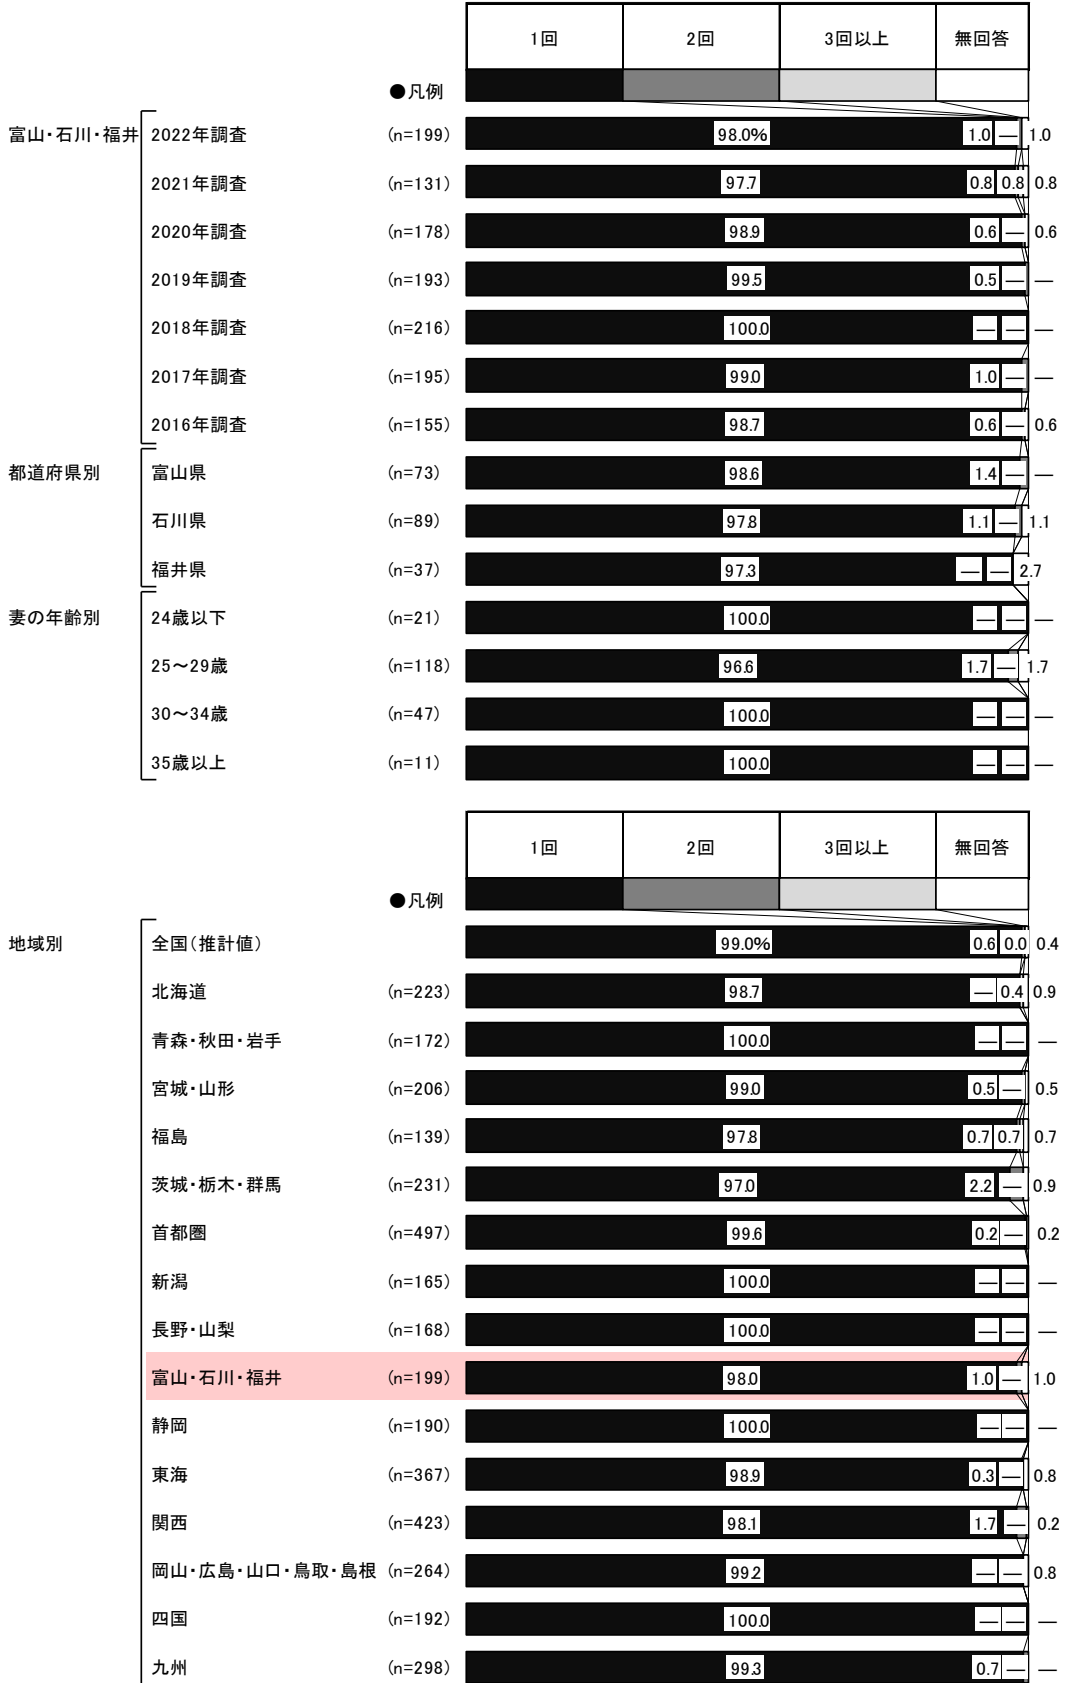 1回 2回 3回以上 無回答
●凡例
富山・石川・福井 2022年調査 (n=199) 98.0% 1.0 — 1.0
2021年調査 (n=131) 97.7 0.8 0.8 0.8
2020年調査 (n=178) 98.9 0.6 — 0.6
2019年調査 (n=193) 99.5 0.5 — —
2018年調査 (n=216) 100.0 — — —
2017年調査 (n=195) 99.0 1.0 — —
2016年調査 (n=155) 98.7 0.6 — 0.6
都道府県別 富山県 (n=73) 98.6 1.4 — —
石川県 (n=89) 97.8 1.1 — 1.1
福井県 (n=37) 97.3 — — 2.7
妻の年齢別 24歳以下 (n=21) 100.0 — — —
25～29歳 (n=118) 96.6 1.7 — 1.7
30～34歳 (n=47) 100.0 — — —
35歳以上 (n=11) 100.0 — — —
1回 2回 3回以上 無回答
●凡例
地域別 全国(推計値) 99.0% 0.6 0.0 0.4
北海道 (n=223) 98.7 — 0.4 0.9
青森・秋田・岩手 (n=172) 100.0 — — —
宮城・山形 (n=206) 99.0 0.5 — 0.5
福島 (n=139) 97.8 0.7 0.7 0.7
茨城・栃木・群馬 (n=231) 97.0 2.2 — 0.9
首都圏 (n=497) 99.6 0.2 — 0.2
新潟 (n=165) 100.0 — — —
長野・山梨 (n=168) 100.0 — — —
富山・石川・福井 (n=199) 98.0 1.0 — 1.0
静岡 (n=190) 100.0 — — —
東海 (n=367) 98.9 0.3 — 0.8
関西 (n=423) 98.1 1.7 — 0.2
岡山・広島・山口・鳥取・島根 (n=264) 99.2 — — 0.8
四国 (n=192) 100.0 — — —
九州 (n=298) 99.3 0.7 — —